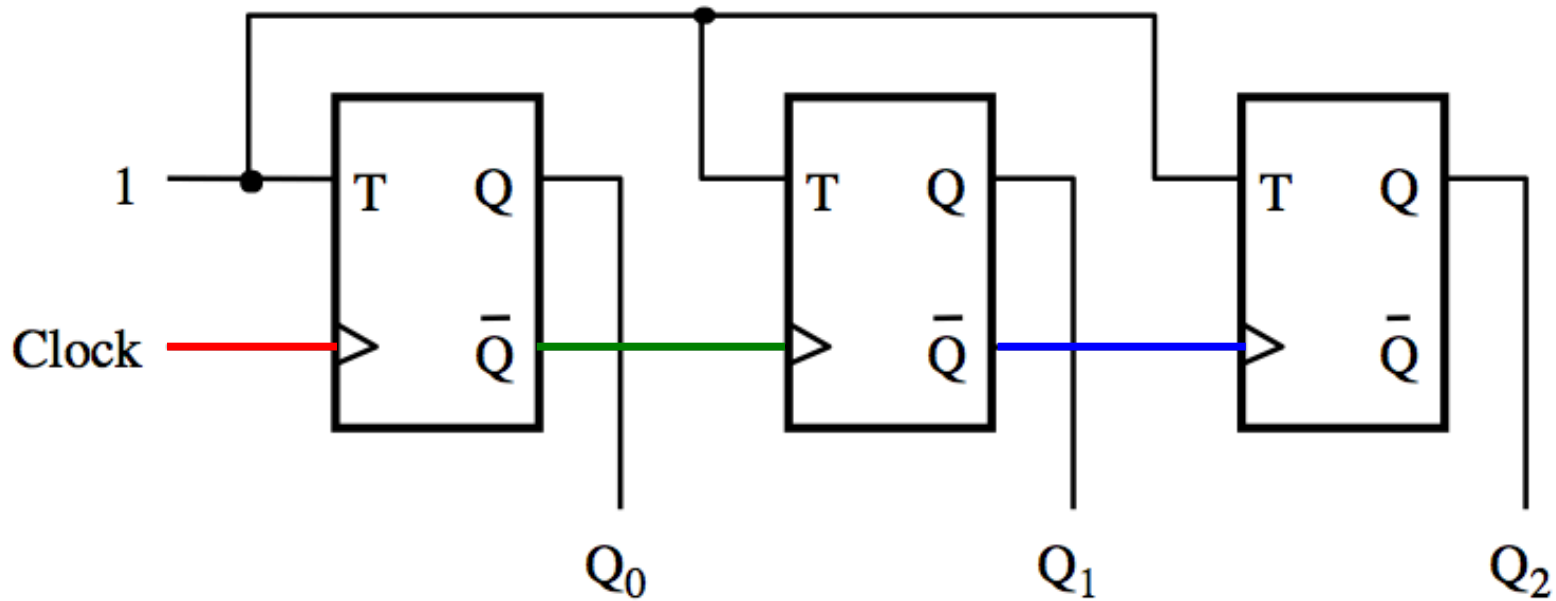 1 T Q T Q T Q
Clock Q̅ Q̅ Q̅
Q₀ Q₁ Q₂